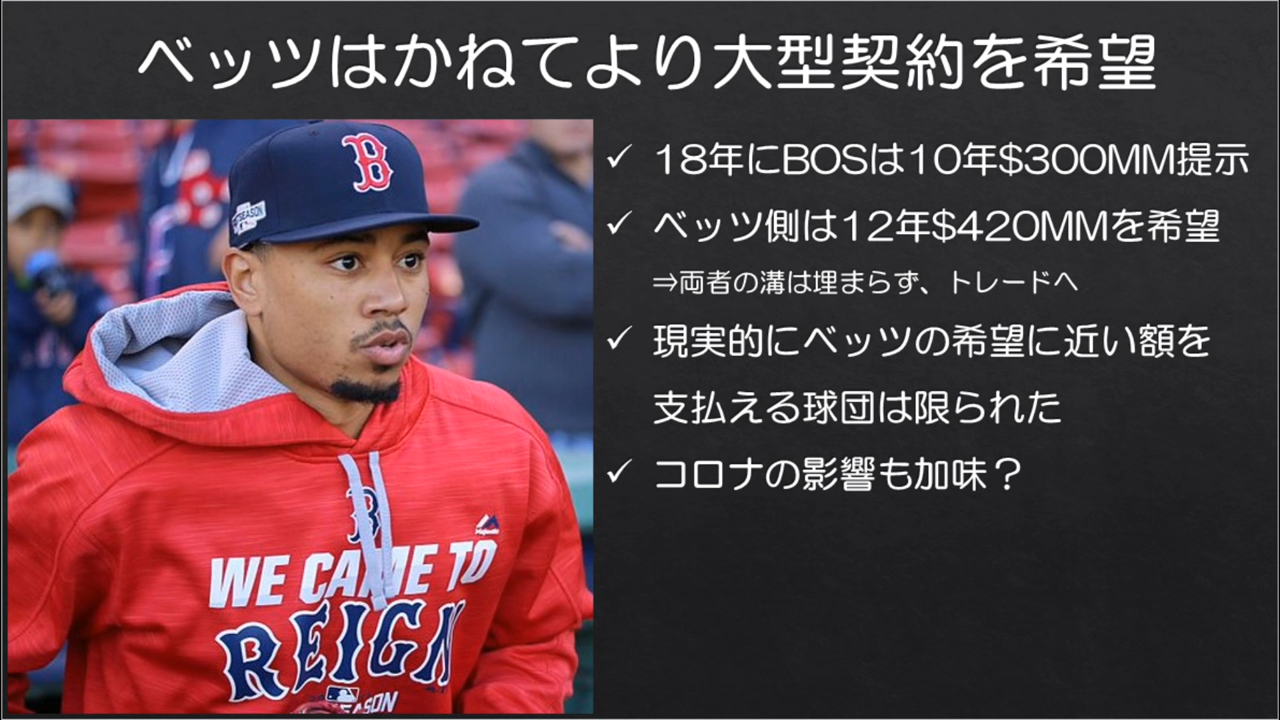 ベッツはかねてより大型契約を希望
✓ 18年にBOSは10年$300MM提示
✓ ベッツ側は12年$420MMを希望
⇒両者の溝は埋まらず、トレードへ
✓ 現実的にベッツの希望に近い額を
支払える球団は限られた
✓ コロナの影響も加味？
B
SEASON
B
Majestic
WE CAME TO
REIGN
SEASON